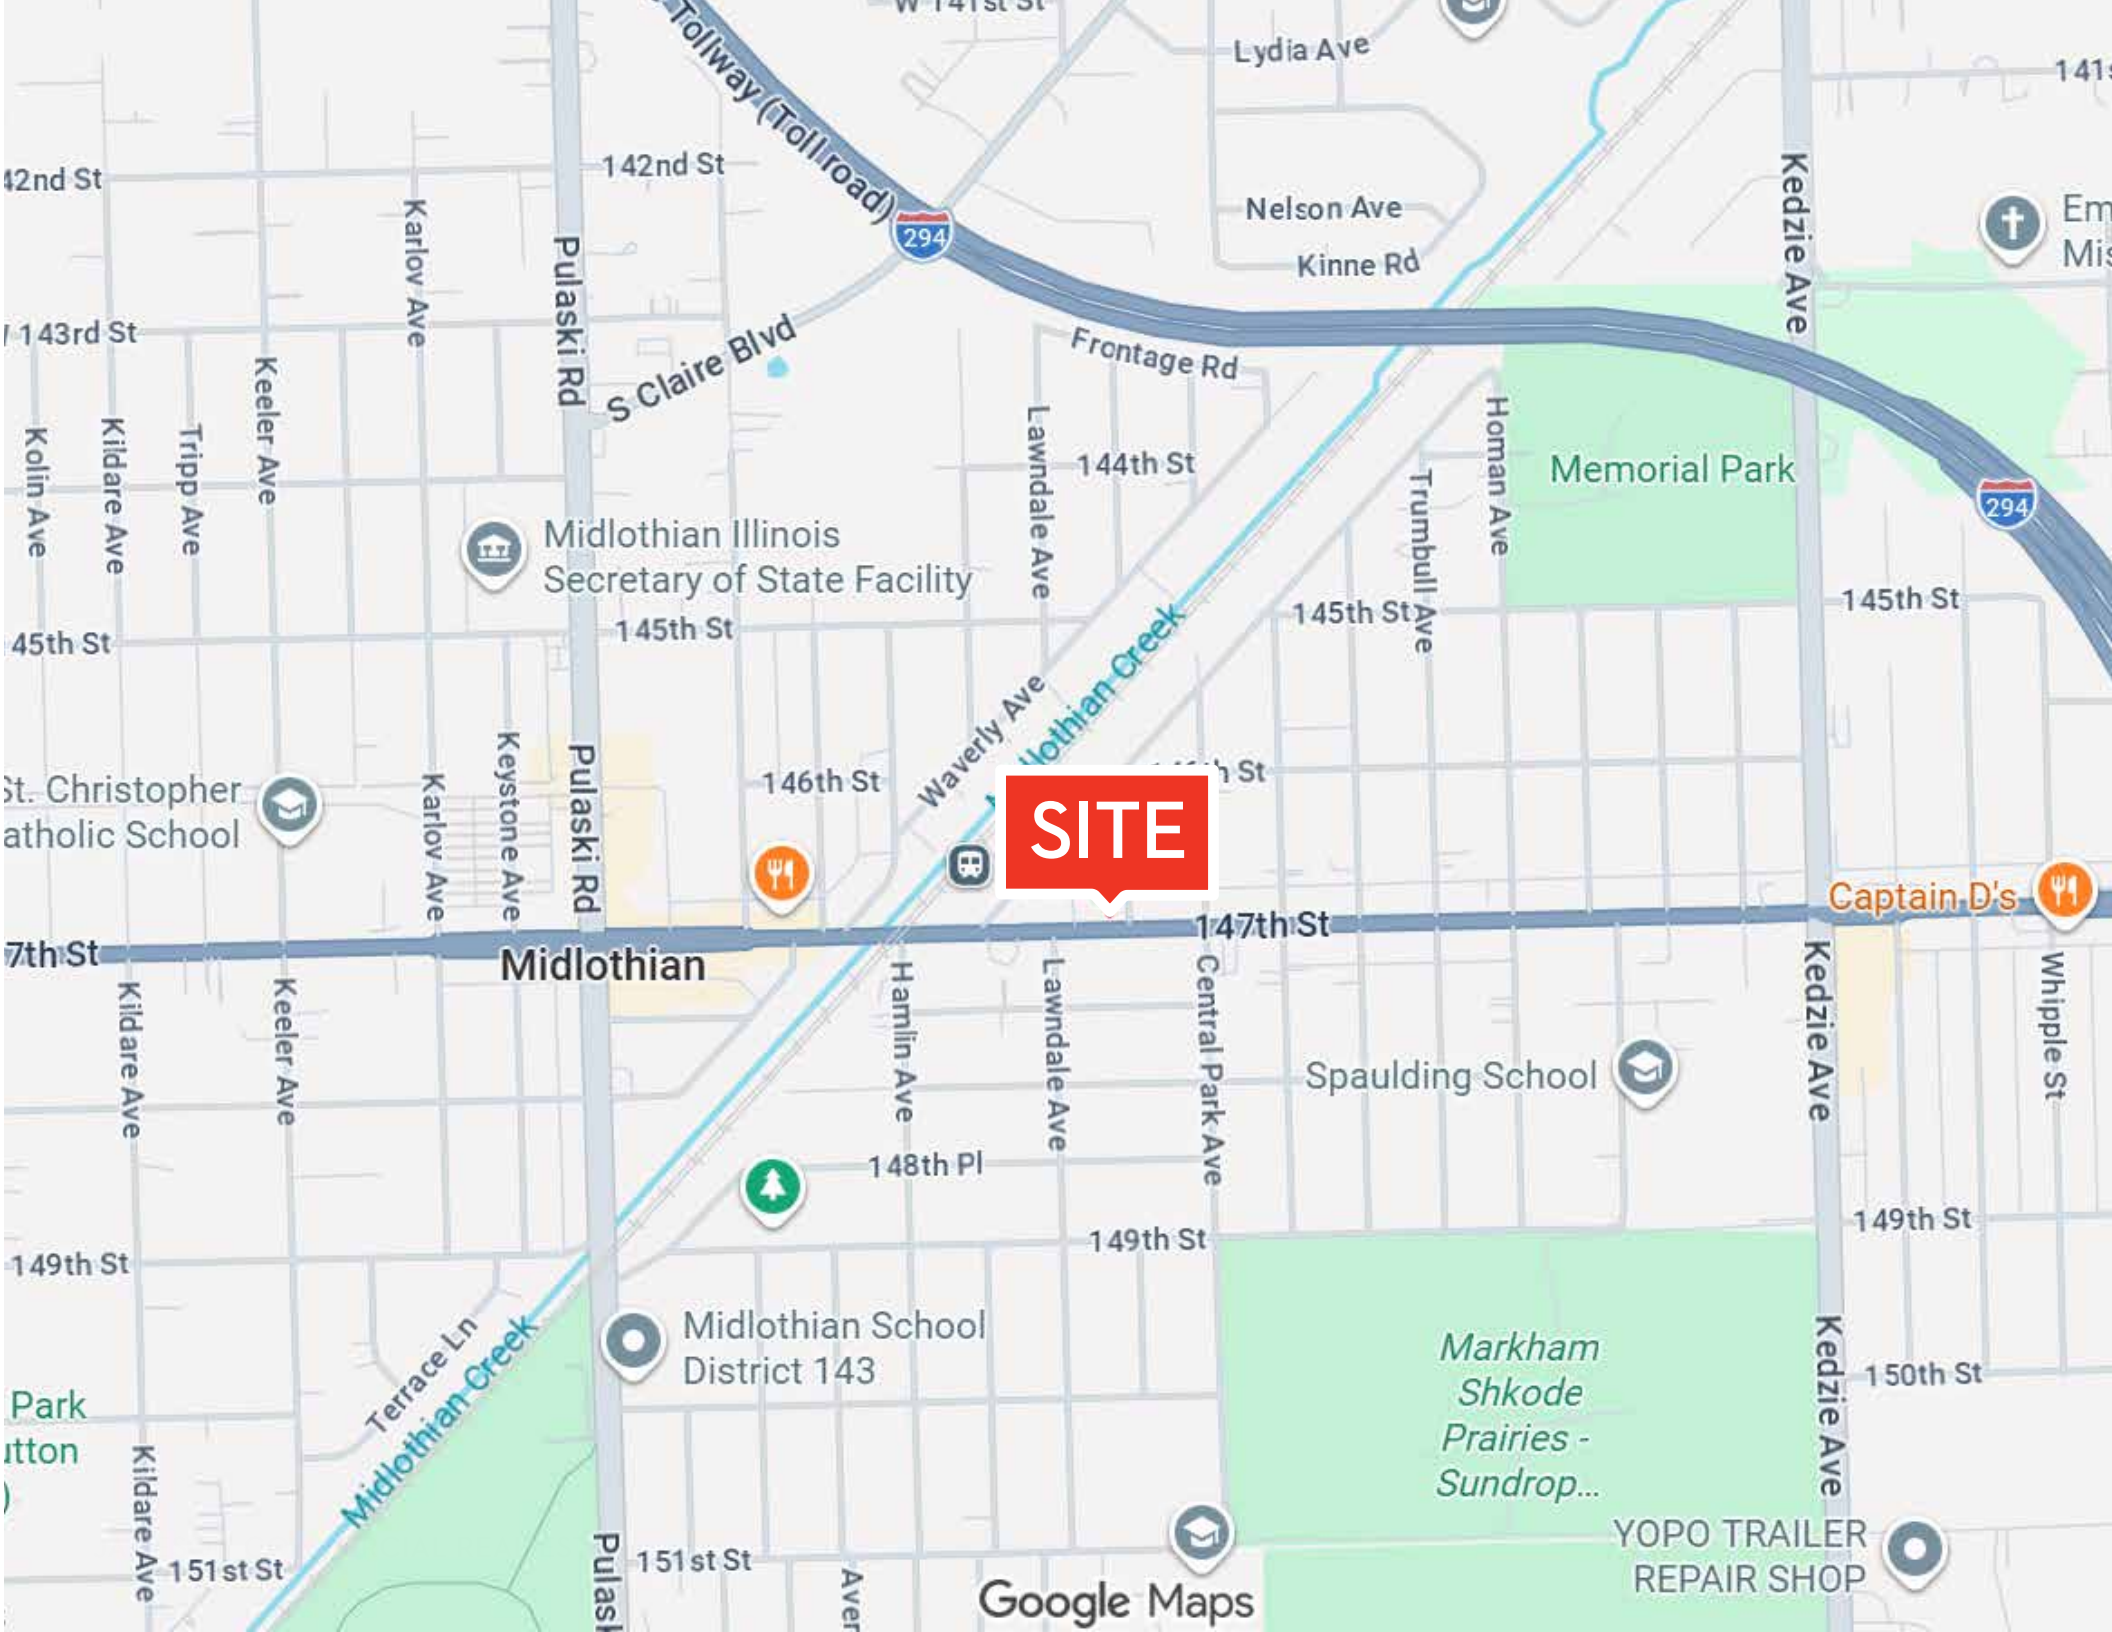 W 141st St
Lydia Ave
Tollway (Toll road)
142nd St
42nd St
Karlov Ave
Nelson Ave
Kinne Rd
294
Kedzie Ave
Pulaski Rd
143rd St
S Claire Blvd
Frontage Rd
Keeler Ave
Kolin Ave
Kildare Ave
Tripp Ave
Lawndale Ave
144th St
Homan Ave
Trumbull Ave
Memorial Park
294
Midlothian Illinois
Secretary of State Facility
145th St
145th St
145th St
45th St
Midlothian Creek
Waverly Ave
Keystone Ave
Pulaski Rd
146th St
St. Christopher
Catholic School
Karlov Ave
SITE
Captain D's
147th St
7th St
Midlothian
Kildare Ave
Keeler Ave
Hamlin Ave
Lawndale Ave
Central Park Ave
Kedzie Ave
Whipple St
Spaulding School
148th Pl
149th St
149th St
149th St
Terrace Ln
Midlothian Creek
Midlothian School
District 143
Markham
Shkode
Prairies -
Sundrop...
150th St
Kedzie Ave
Park
Kildare Ave
151st St
151st St
Pulask
Google Maps
YOPO TRAILER
REPAIR SHOP